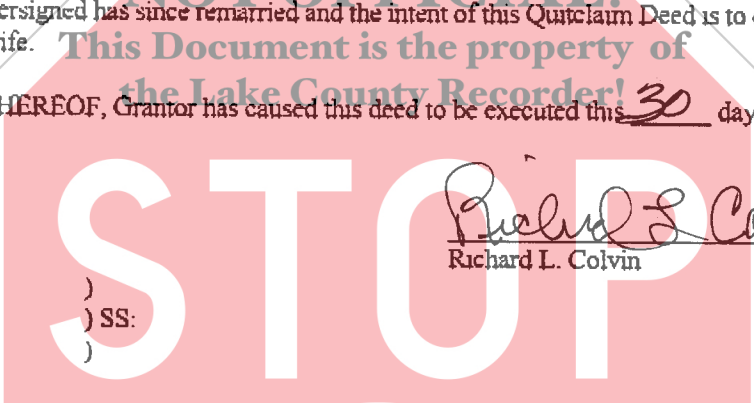 ersigned has since remarried and the intent of this Quitclaim Deed is to
ife.
This Document is the property of
the Lake County Recorder!
HEREOF, Grantor has caused this deed to be executed this 30 day
STOP
Richard L. Co
Richard L. Colvin
)
) SS:
)